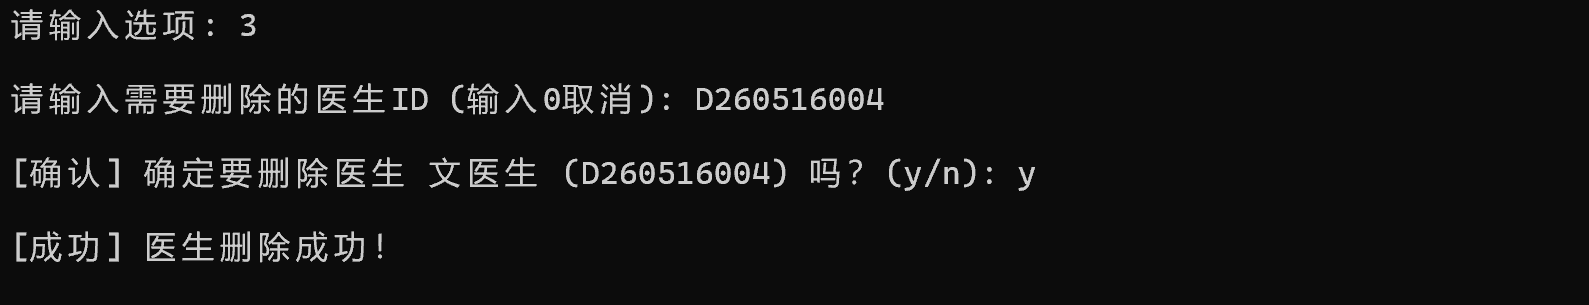 请输入选项: 3
请输入需要删除的医生ID (输入0取消): D260516004
[确认] 确定要删除医生 文医生 (D260516004) 吗? (y/n): y
[成功] 医生删除成功!